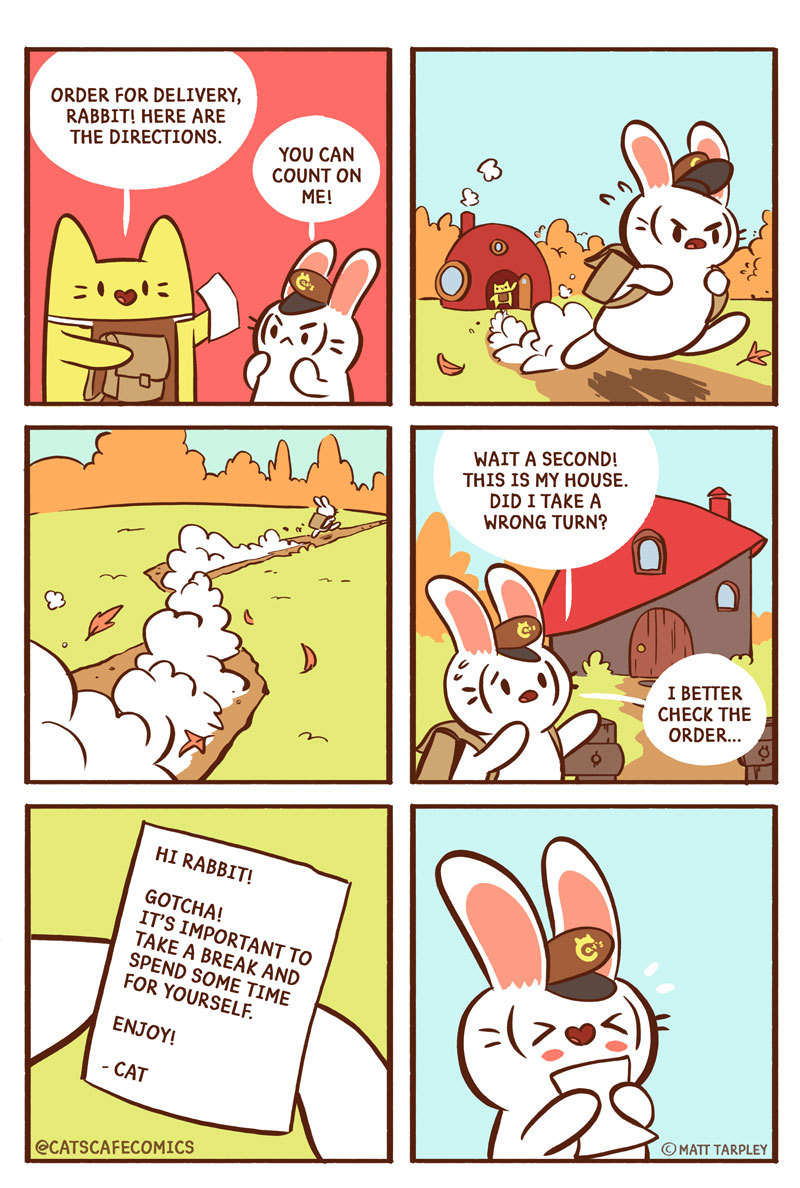 ORDER FOR DELIVERY,
RABBIT! HERE ARE
THE DIRECTIONS.
YOU CAN
COUNT ON
ME!
WAIT A SECOND!
THIS IS MY HOUSE.
DID I TAKE A
WRONG TURN?
I BETTER
CHECK THE
ORDER...
HI RABBIT!
GOTCHA!
IT'S IMPORTANT TO
TAKE A BREAK AND
SPEND SOME TIME
FOR YOURSELF.
ENJOY!
- CAT
@CATSCAFECOMICS
C's
© MATT TARPLEY